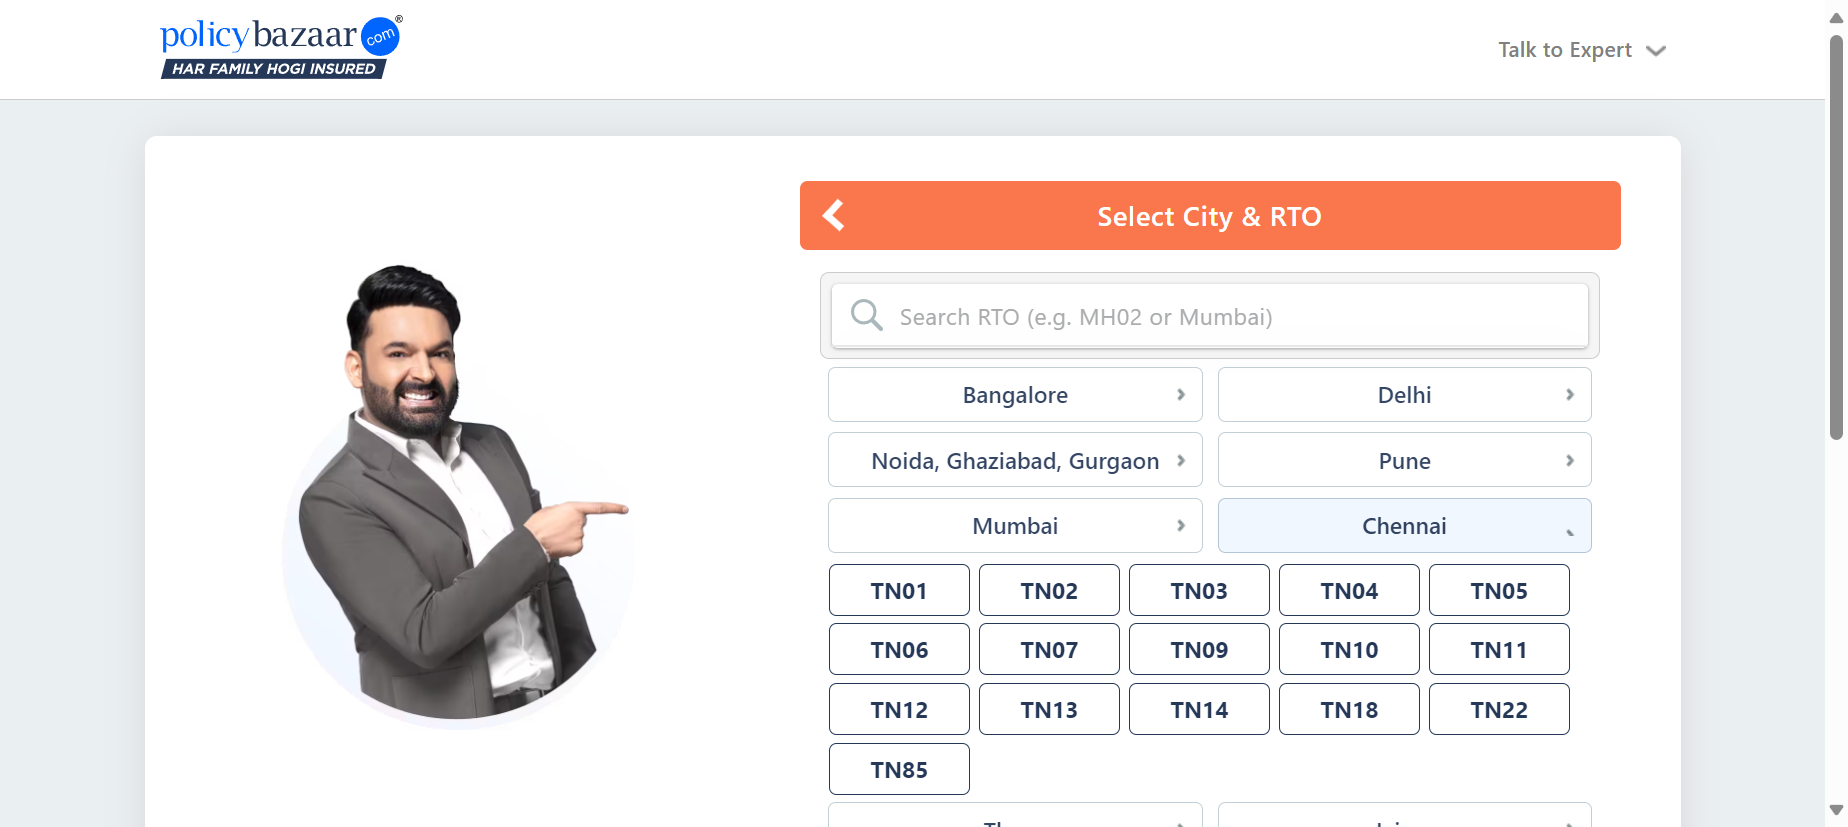 policybazaar com ®
HAR FAMILY HOGI INSURED
Talk to Expert
Select City & RTO
Search RTO (e.g. MH02 or Mumbai)
Bangalore
Delhi
Noida, Ghaziabad, Gurgaon
Pune
Mumbai
Chennai
TN01 TN02 TN03 TN04 TN05
TN06 TN07 TN09 TN10 TN11
TN12 TN13 TN14 TN18 TN22
TN85